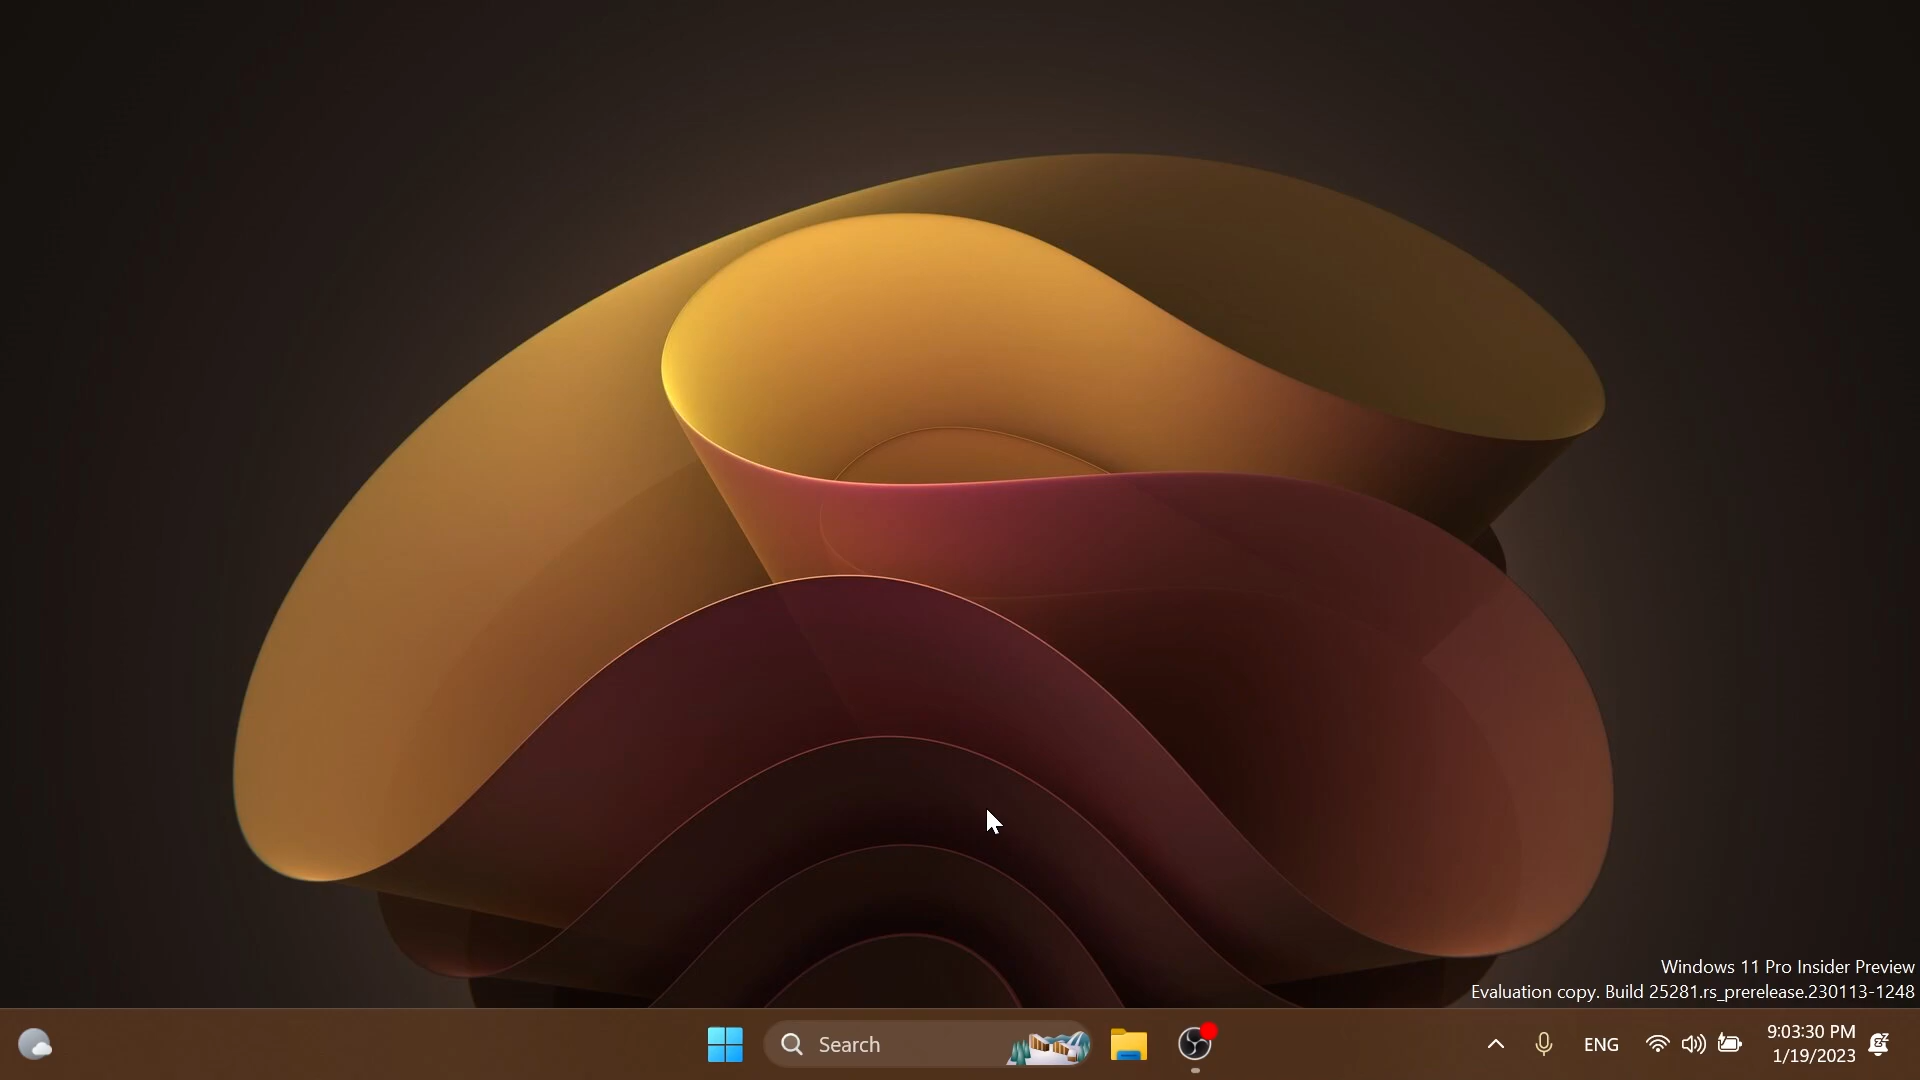 Windows 11 Pro Insider Preview
Evaluation copy. Build 25281.rs_prerelease.230113-1248
Search
ENG
9:03:30 PM
1/19/2023